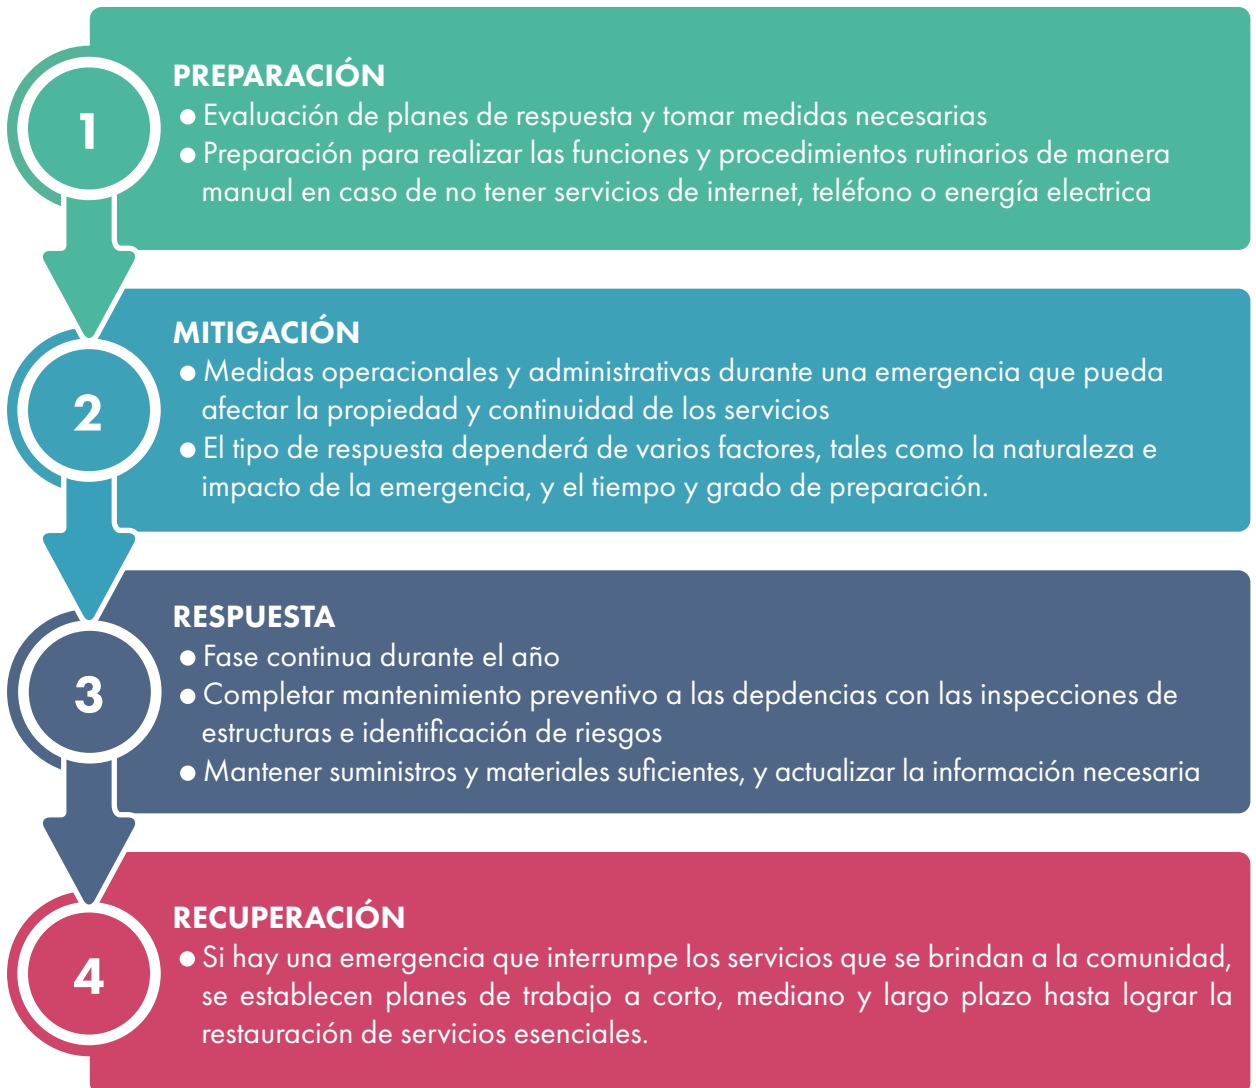 1
PREPARACIÓN
● Evaluación de planes de respuesta y tomar medidas necesarias
● Preparación para realizar las funciones y procedimientos rutinarios de manera
manual en caso de no tener servicios de internet, teléfono o energía electrica
2
MITIGACIÓN
● Medidas operacionales y administrativas durante una emergencia que pueda
afectar la propiedad y continuidad de los servicios
● El tipo de respuesta dependerá de varios factores, tales como la naturaleza e
impacto de la emergencia, y el tiempo y grado de preparación.
3
RESPUESTA
● Fase continua durante el año
● Completar mantenimiento preventivo a las depdencias con las inspecciones de
estructuras e identificación de riesgos
● Mantener suministros y materiales suficientes, y actualizar la información necesaria
4
RECUPERACIÓN
● Si hay una emergencia que interrumpe los servicios que se brindan a la comunidad,
se establecen planes de trabajo a corto, mediano y largo plazo hasta lograr la
restauración de servicios esenciales.